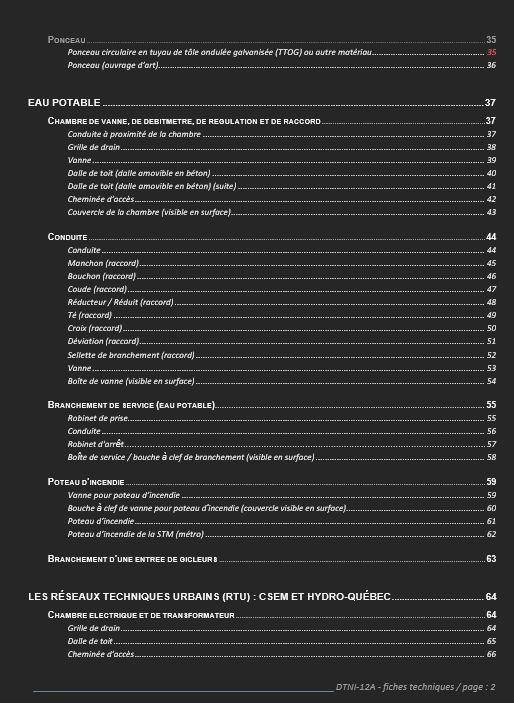 PONCEAU 35
Ponceau circulaire en tuyau de tôle ondulée galvanisée (TTOG) ou autre matériau 35
Ponceau (ouvrage d'art) 36
EAU POTABLE 37
CHAMBRE DE VANNE, DE DEBITMETRE, DE REGULATION ET DE RACCORD 37
Conduite à proximité de la chambre 37
Grille de drain 38
Vanne 39
Dalle de toit (dalle amovible en béton) 40
Dalle de toit (dalle amovible en béton) (suite) 41
Cheminée d'accès 42
Couvercle de la chambre (visible en surface) 43
CONDUITE 44
Conduite 44
Manchon (raccord) 45
Bouchon (raccord) 46
Coude (raccord) 47
Réducteur / Réduit (raccord) 48
Té (raccord) 49
Croix (raccord) 50
Déviation (raccord) 51
Sellette de branchement (raccord) 52
Vanne 53
Boîte de vanne (visible en surface) 54
BRANCHEMENT DE SERVICE (EAU POTABLE) 55
Robinet de prise 55
Conduite 56
Robinet d'arrêt 57
Boîte de service / bouche à clef de branchement (visible en surface) 58
POTEAU D'INCENDIE 59
Vanne pour poteau d'incendie 59
Bouche à clef de vanne pour poteau d'incendie (couvercle visible en surface) 60
Poteau d'incendie 61
Poteau d'incendie de la STM (métro) 62
BRANCHEMENT D'UNE ENTREE DE GICLEURS 63
LES RÉSEAUX TECHNIQUES URBAINS (RTU) : CSEM ET HYDRO-QUÉBEC 64
CHAMBRE ELECTRIQUE ET DE TRANSFORMATEUR 64
Grille de drain 64
Dalle de toit 65
Cheminée d'accès 66
DTNI-12A - fiches techniques / page : 2